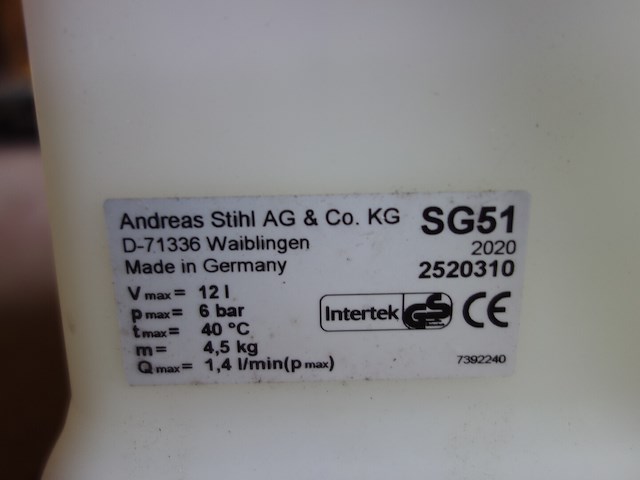 Andreas Stihl AG & Co. KG SG51
D-71336 Waiblingen 2020
Made in Germany 2520310
Vmax= 12 l
pmax= 6 bar
tmax= 40 °C
m= 4,5 kg
Qmax= 1,4 l/min(pmax)
Intertek GS CE
7392240